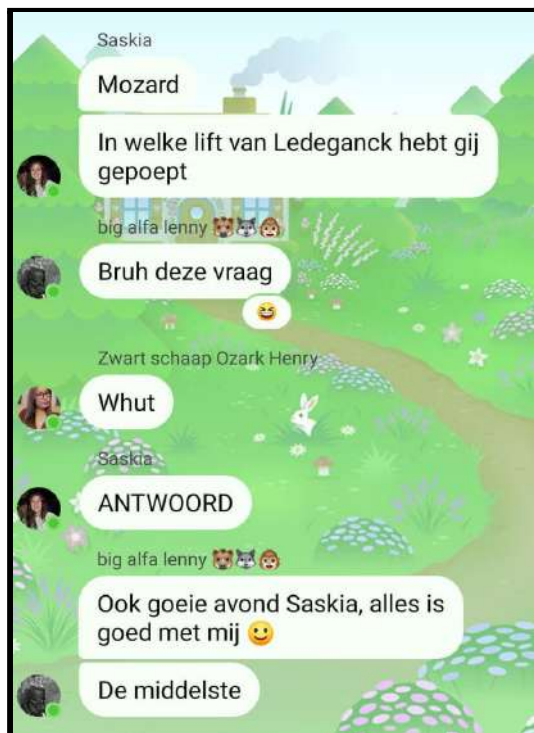 Saskia
Mozard
In welke lift van Ledeganck hebt gij
gepoept
big alfa lenny 🐻🐺🐵
Bruh deze vraag
😆
Zwart schaap Ozark Henry
Whut
Saskia
ANTWOORD
big alfa lenny 🐻🐺🐵
Ook goeie avond Saskia, alles is
goed met mij 🙂
De middelste